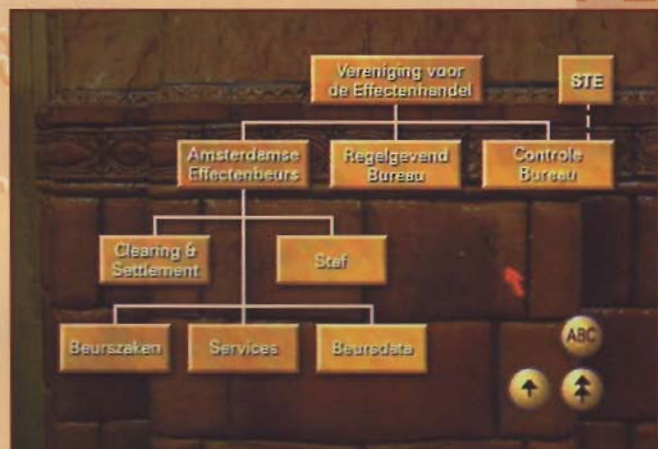 Vereniging voor
de Effectenhandel
STE
Amsterdamse
Effectenbeurs
Regelgevend
Bureau
Controle
Bureau
Clearing &
Settlement
Staf
Beurszaken
Services
Beursdata
ABC